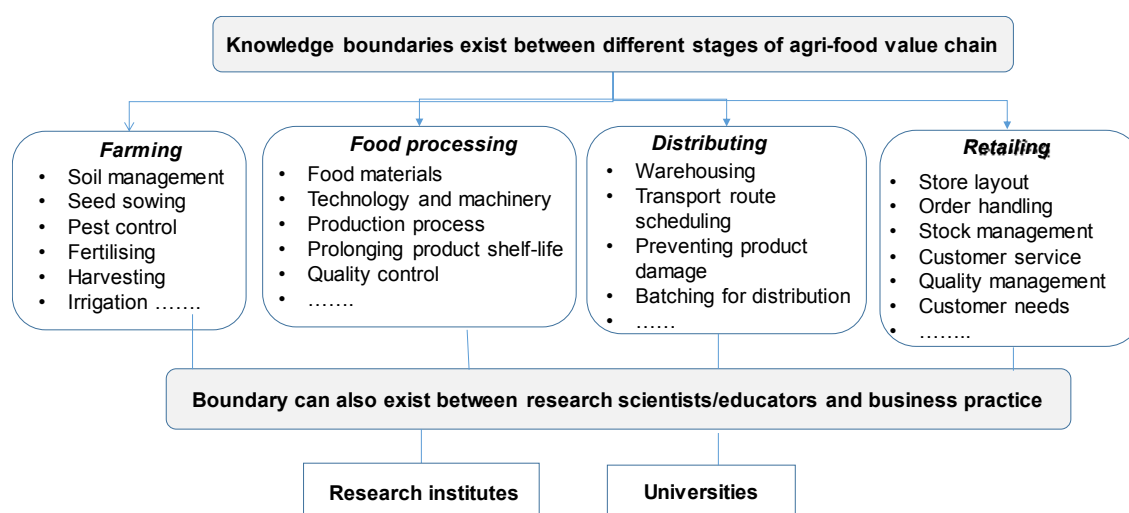 Knowledge boundaries exist between different stages of agri-food value chain
Farming
• Soil management
• Seed sowing
• Pest control
• Fertilising
• Harvesting
• Irrigation …….
Food processing
• Food materials
• Technology and machinery
• Production process
• Prolonging product shelf-life
• Quality control
• …….
Distributing
• Warehousing
• Transport route
scheduling
• Preventing product
damage
• Batching for distribution
• ……
Retailing
• Store layout
• Order handling
• Stock management
• Customer service
• Quality management
• Customer needs
• ……..
Boundary can also exist between research scientists/educators and business practice
Research institutes
Universities